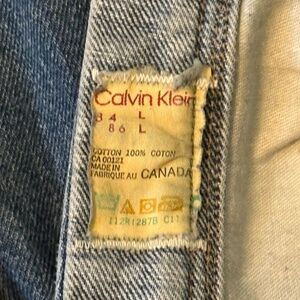 Calvin Klein
34 L
86 L
COTTON 100% COTON
CA 00121
MADE IN
FABRIQUE AU CANADA